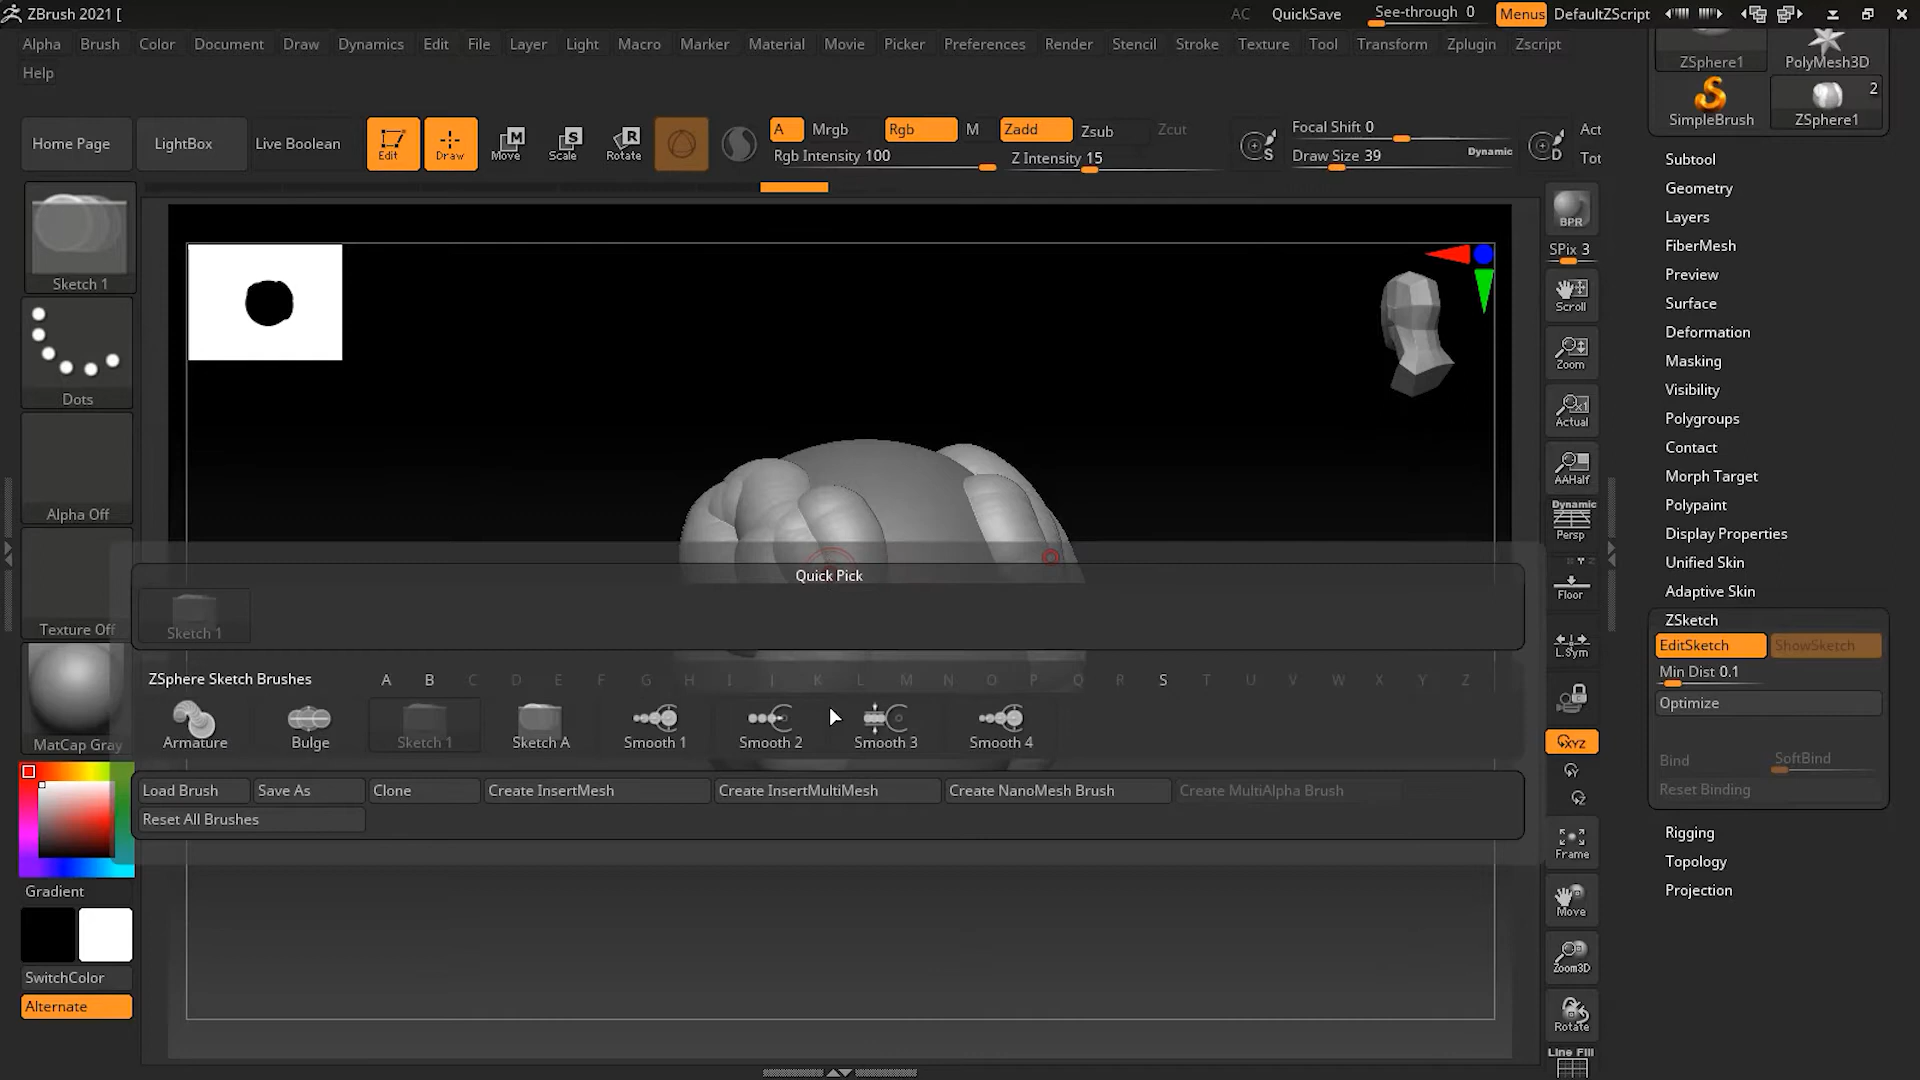 ZBrush 2021 [
AC QuickSave See-through 0 Menus DefaultZScript
Alpha Brush Color Document Draw Dynamics Edit File Layer Light Macro Marker Material Movie Picker Preferences Render Stencil Stroke Texture Tool Transform Zplugin Zscript
Help
ZSphere1 PolyMesh3D
2
SimpleBrush ZSphere1
Home Page LightBox Live Boolean Edit Draw Move Scale Rotate
M S R
A Mrgb Rgb M Zadd Zsub Zcut
Rgb Intensity 100 Z Intensity 15
S Focal Shift 0 D Act
Draw Size 39 Dynamic Tot
Sketch 1
Dots
Alpha Off
Texture Off
MatCap Gray
Gradient
SwitchColor
Alternate
Quick Pick
Sketch 1
ZSphere Sketch Brushes A B C D E F G H I J K L M N O P Q R S T U V W X Y Z
Armature Bulge Sketch 1 Sketch A Smooth 1 Smooth 2 Smooth 3 Smooth 4
Load Brush Save As Clone Create InsertMesh Create InsertMultiMesh Create NanoMesh Brush Create MultiAlpha Brush
Reset All Brushes
BPR
SPix 3
Scroll
Zoom
Actual
AAHalf
Dynamic
Persp
Floor
L.Sym
XYZ
Y
Z
Frame
Move
Zoom3D
Rotate
Line Fill
Subtool
Geometry
Layers
FiberMesh
Preview
Surface
Deformation
Masking
Visibility
Polygroups
Contact
Morph Target
Polypaint
Display Properties
Unified Skin
Adaptive Skin
ZSketch
EditSketch ShowSketch
Min Dist 0.1
Optimize
Bind SoftBind
Reset Binding
Rigging
Topology
Projection